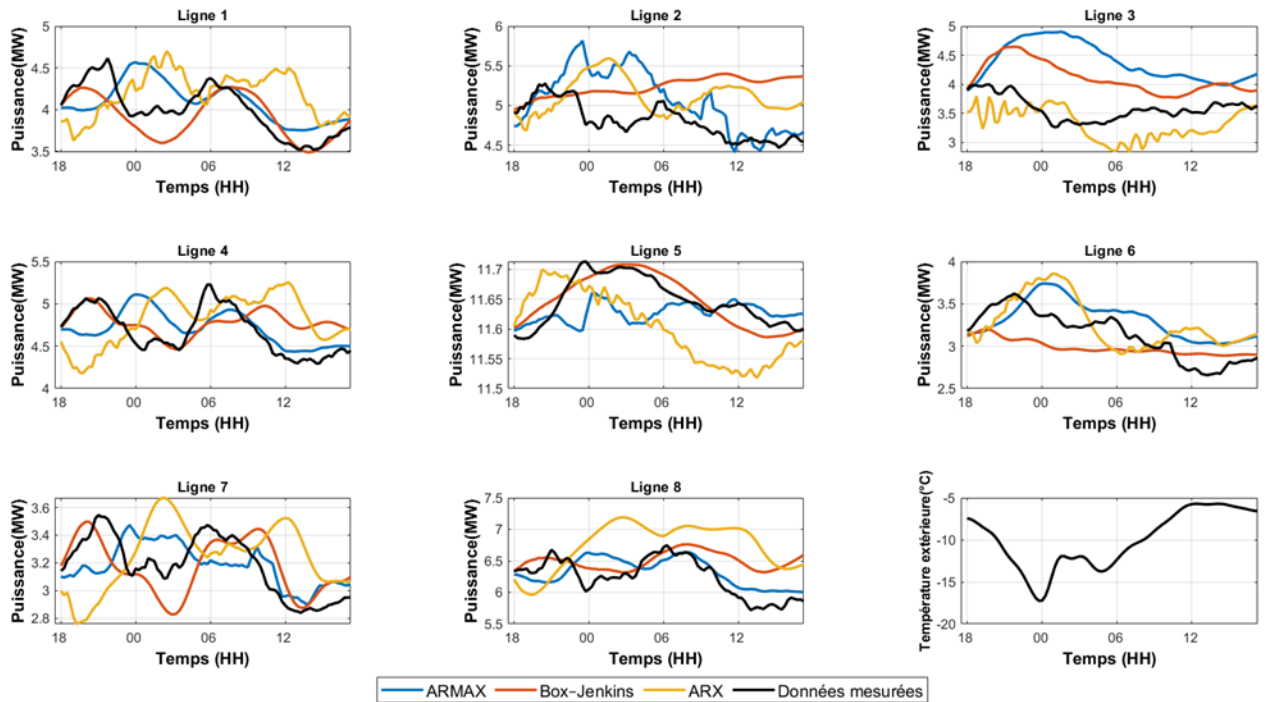 Ligne 1
Puissance(MW)
5
4.5
4
3.5
18
00
06
12
Temps (HH)
Ligne 2
Puissance(MW)
6
5.5
5
4.5
18
00
06
12
Temps (HH)
Ligne 3
Puissance(MW)
5
4.5
4
3.5
3
18
00
06
12
Temps (HH)
Ligne 4
Puissance(MW)
5.5
5
4.5
4
18
00
06
12
Temps (HH)
Ligne 5
Puissance(MW)
11.7
11.65
11.6
11.55
11.5
18
00
06
12
Temps (HH)
Ligne 6
Puissance(MW)
4
3.5
3
2.5
18
00
06
12
Temps (HH)
Ligne 7
Puissance(MW)
3.6
3.4
3.2
3
2.8
18
00
06
12
Temps (HH)
Ligne 8
Puissance(MW)
7.5
7
6.5
6
5.5
18
00
06
12
Temps (HH)
Température extérieure(°C)
-5
-10
-15
-20
18
00
06
12
Temps (HH)
ARMAX
Box-Jenkins
ARX
Données mesurées